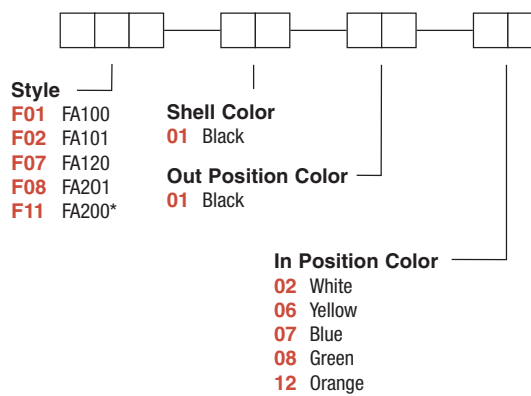 Style
F01 FA100
F02 FA101
F07 FA120
F08 FA201
F11 FA200*
Shell Color
01 Black
Out Position Color
01 Black
In Position Color
02 White
06 Yellow
07 Blue
08 Green
12 Orange